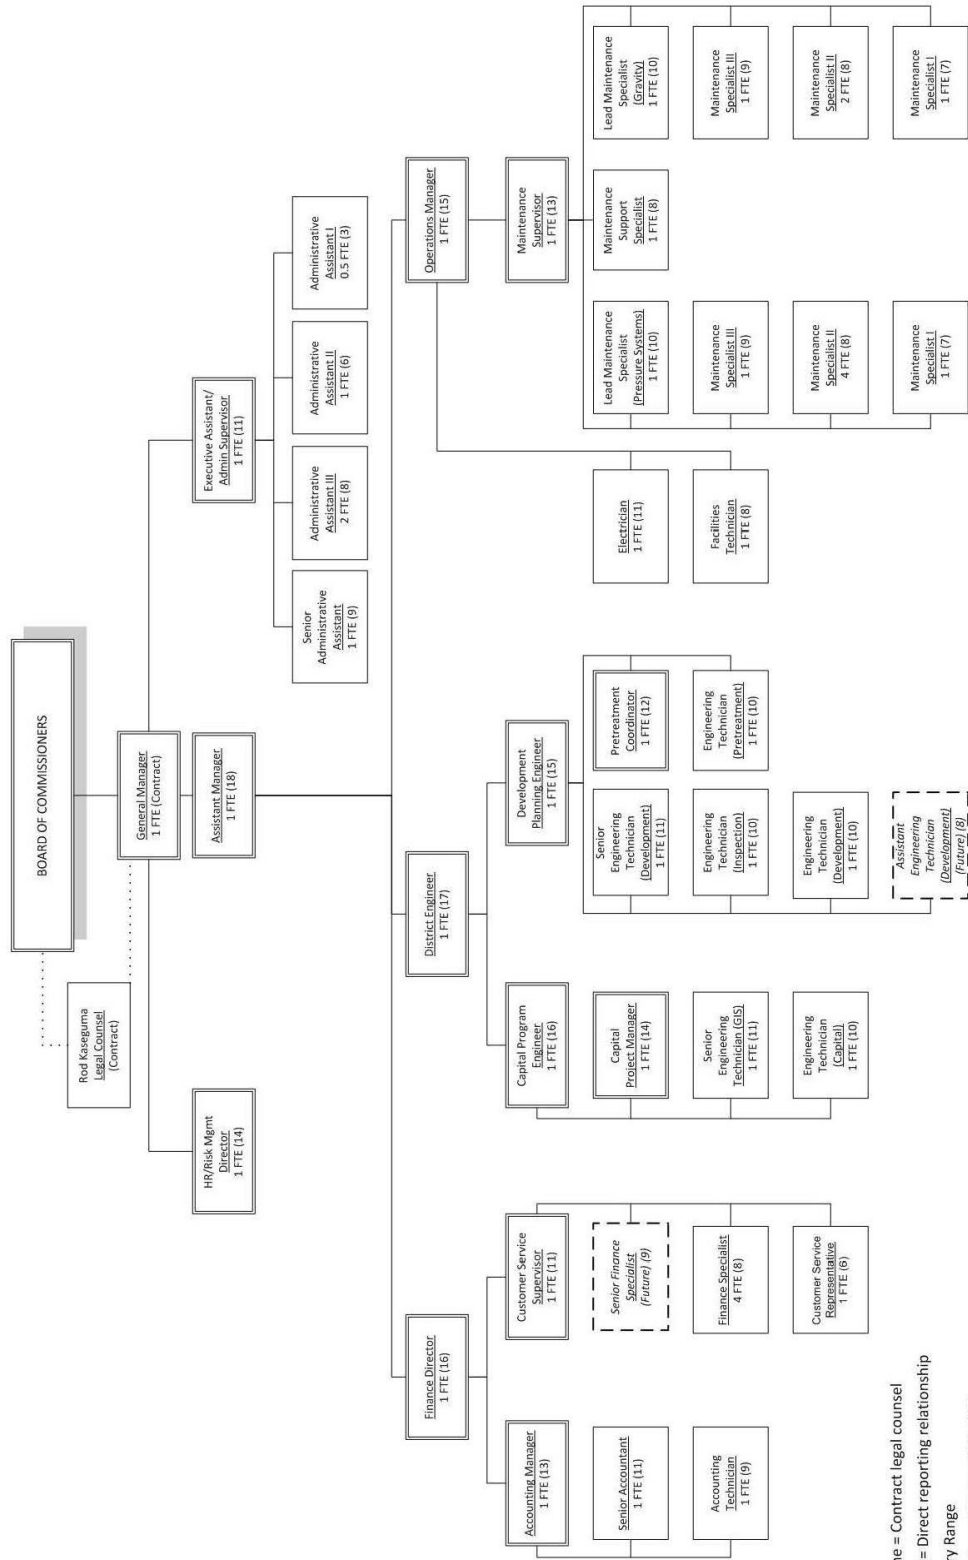 BOARD OF COMMISSIONERS
Rod Kaseguma
Legal Counsel
(Contract)
General Manager
1 FTE (Contract)
HR/Risk Mgmt
Director
1 FTE (14)
Assistant Manager
1 FTE (18)
Executive Assistant/
Admin Supervisor
1 FTE (11)
Senior
Administrative
Assistant
1 FTE (9)
Administrative
Assistant III
2 FTE (8)
Administrative
Assistant II
1 FTE (6)
Administrative
Assistant I
0.5 FTE (3)
Finance Director
1 FTE (16)
District Engineer
1 FTE (17)
Operations Manager
1 FTE (15)
Accounting Manager
1 FTE (13)
Customer Service
Supervisor
1 FTE (11)
Capital Program
Engineer
1 FTE (16)
Development
Planning Engineer
1 FTE (15)
Maintenance
Supervisor
1 FTE (13)
Senior Accountant
1 FTE (11)
Senior Finance
Specialist
(Future) (9)
Capital
Project Manager
1 FTE (14)
Senior
Engineering
Technician
(Development)
1 FTE (11)
Pretreatment
Coordinator
1 FTE (12)
Electrician
1 FTE (11)
Lead Maintenance
Specialist
(Pressure Systems)
1 FTE (10)
Maintenance
Support
Specialist
1 FTE (8)
Lead Maintenance
Specialist
(Gravity)
1 FTE (10)
Accounting
Technician
1 FTE (9)
Finance Specialist
4 FTE (8)
Senior
Engineering
Technician (GIS)
1 FTE (11)
Engineering
Technician
(Inspection)
1 FTE (10)
Engineering
Technician
(Pretreatment)
1 FTE (10)
Facilities
Technician
1 FTE (8)
Maintenance
Specialist III
1 FTE (9)
Maintenance
Specialist III
1 FTE (9)
Customer Service
Representative
1 FTE (6)
Engineering
Technician
(Capital)
1 FTE (10)
Engineering
Technician
(Development)
1 FTE (10)
Maintenance
Specialist II
4 FTE (8)
Maintenance
Specialist II
2 FTE (8)
Assistant
Engineering
Technician
(Development)
(Future) (8)
Maintenance
Specialist I
1 FTE (7)
Maintenance
Specialist I
1 FTE (7)
= Contract legal counsel
= Direct reporting relationship
Range